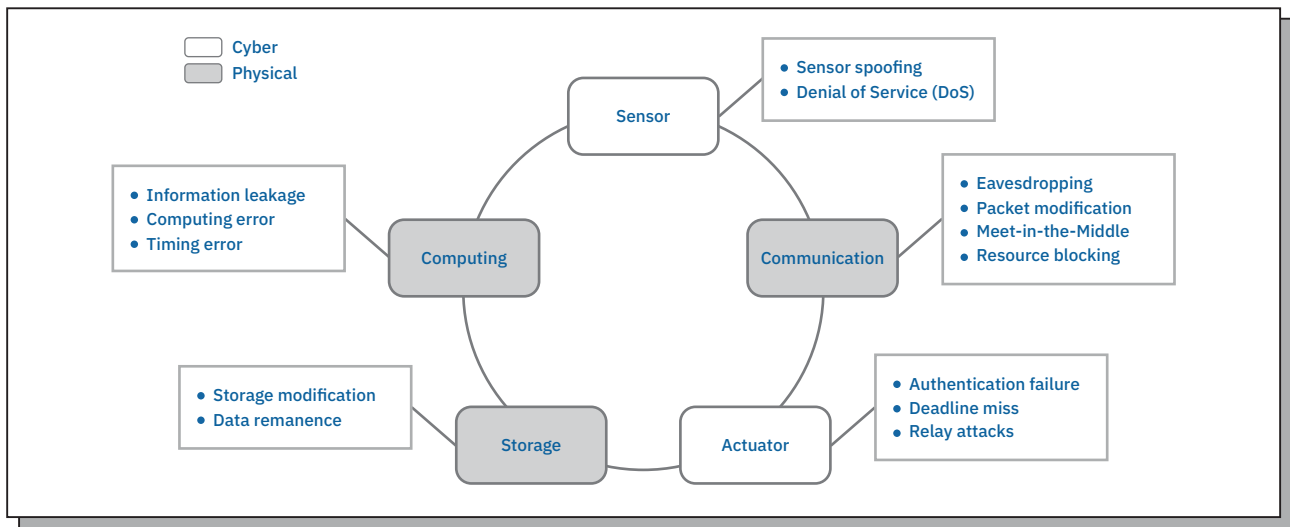 Cyber
Physical
Sensor
● Sensor spoofing
● Denial of Service (DoS)
● Information leakage
● Computing error
● Timing error
Computing
Communication
● Eavesdropping
● Packet modification
● Meet-in-the-Middle
● Resource blocking
● Storage modification
● Data remanence
Storage
Actuator
● Authentication failure
● Deadline miss
● Relay attacks